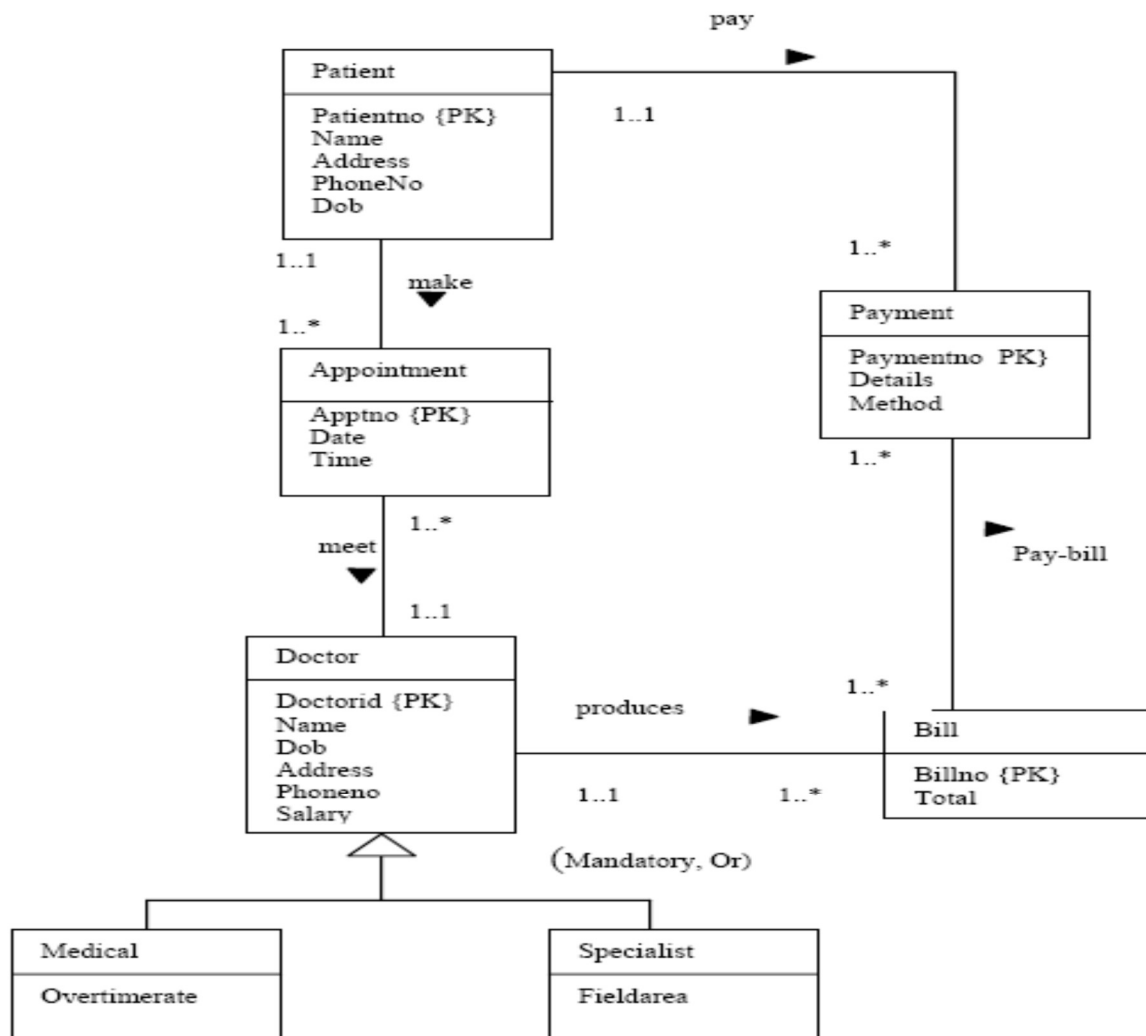 pay
Patient
Patientno {PK}
Name
Address
PhoneNo
Dob
1..1
1..1
make
1..*
1..*
Appointment
Apptno {PK}
Date
Time
Payment
Paymentno PK}
Details
Method
1..*
1..*
meet
Pay-bill
1..1
Doctor
Doctorid {PK}
Name
Dob
Address
Phoneno
Salary
produces
1..*
1..1
1..*
Bill
Billno {PK}
Total
(Mandatory, Or)
Medical
Overtimerate
Specialist
Fieldarea